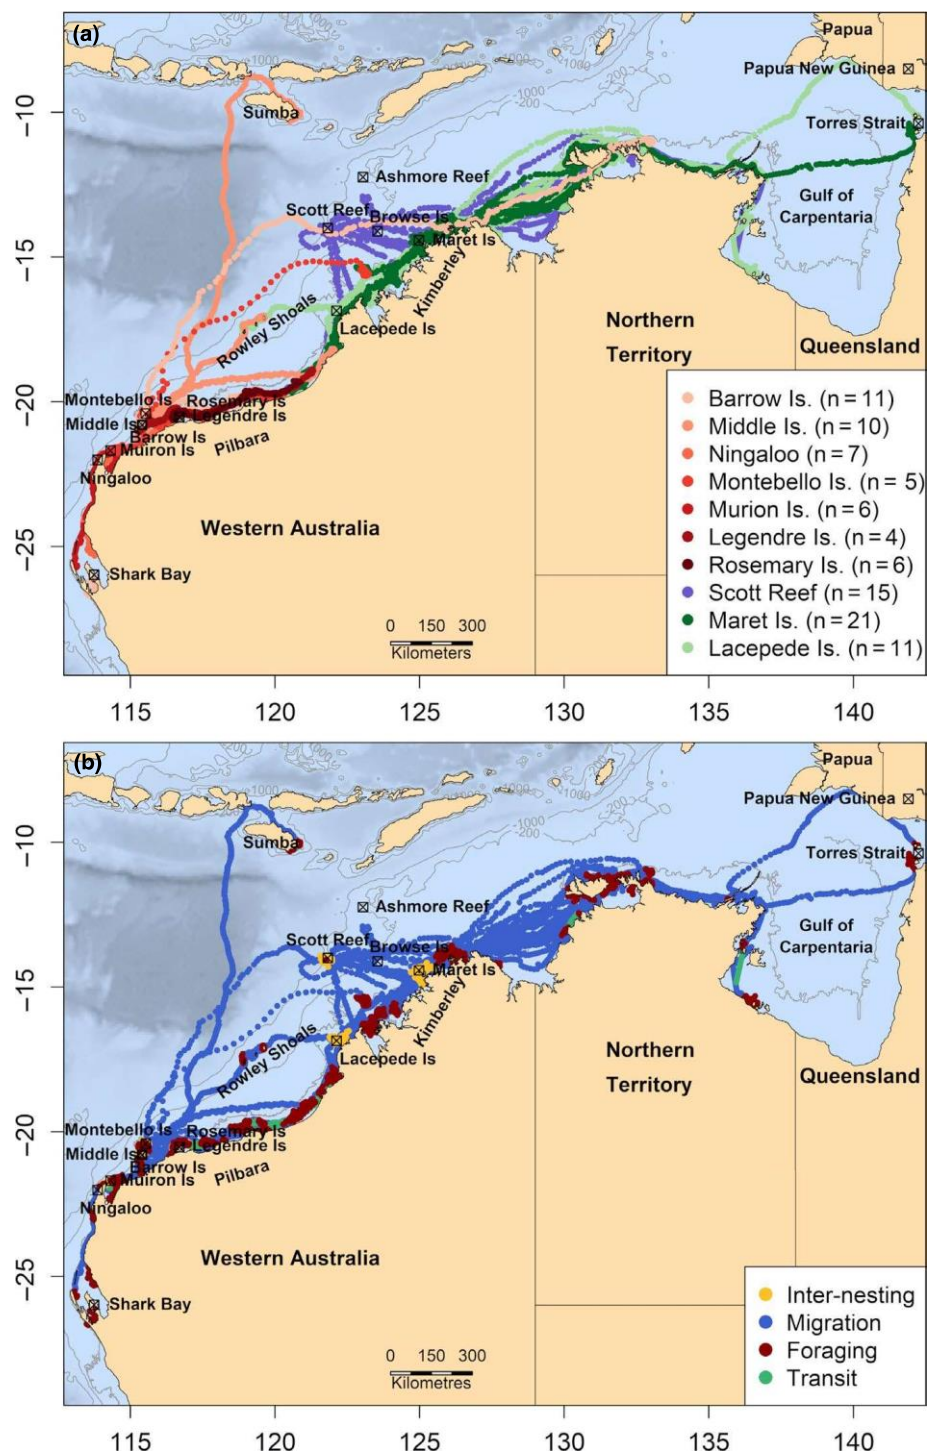 (a)
Papua
Papua New Guinea
-1000
-1000
-200
-10
Sumba
Torres Strait
Ashmore Reef
Gulf of
Carpentaria
Scott Reef
Browse Is
Maret Is
-15
Kimberley
Rowley Shoals
Lacepede Is
Northern
Territory
Queensland
-20
Montebello Is
Rosemary Is
Middle Is
Legendre Is
Barrow Is
Pilbara
Muiron Is
Ningaloo
Western Australia
-25
Shark Bay
0 150 300
Kilometers
Barrow Is. (n = 11)
Middle Is. (n = 10)
Ningaloo (n = 7)
Montebello Is. (n = 5)
Murion Is. (n = 6)
Legendre Is. (n = 4)
Rosemary Is. (n = 6)
Scott Reef (n = 15)
Maret Is. (n = 21)
Lacepede Is. (n = 11)
115 120 125 130 135 140
(b)
Papua
Papua New Guinea
-1000
-1000
-200
-10
Sumba
Torres Strait
Ashmore Reef
Gulf of
Carpentaria
Scott Reef
Browse Is
Maret Is
-15
Kimberley
Rowley Shoals
Lacepede Is
Northern
Territory
Queensland
-20
Montebello Is
Rosemary Is
Middle Is
Legendre Is
Barrow Is
Pilbara
Muiron Is
Ningaloo
Western Australia
-25
Shark Bay
0 150 300
Kilometres
Inter-nesting
Migration
Foraging
Transit
115 120 125 130 135 140